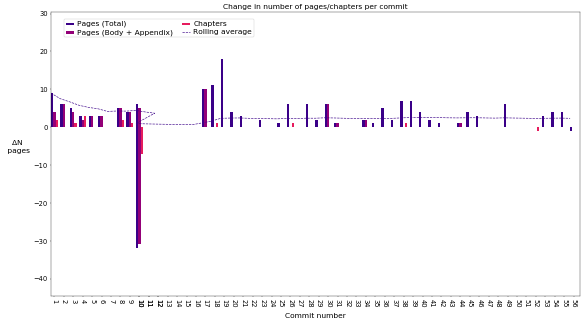 Change in number of pages/chapters per commit
Pages (Total)
Pages (Body + Appendix)
Chapters
Rolling average
30
20
10
0
−10
−20
−30
−40
ΔN
pages
1 2 3 4 5 6 7 8 9 10 11 12 13 14 15 16 17 18 19 20 21 22 23 24 25 26 27 28 29 30 31 32 33 34 35 36 37 38 39 40 41 42 43 44 45 46 47 48 49 50 51 52 53 54 55 56
Commit number